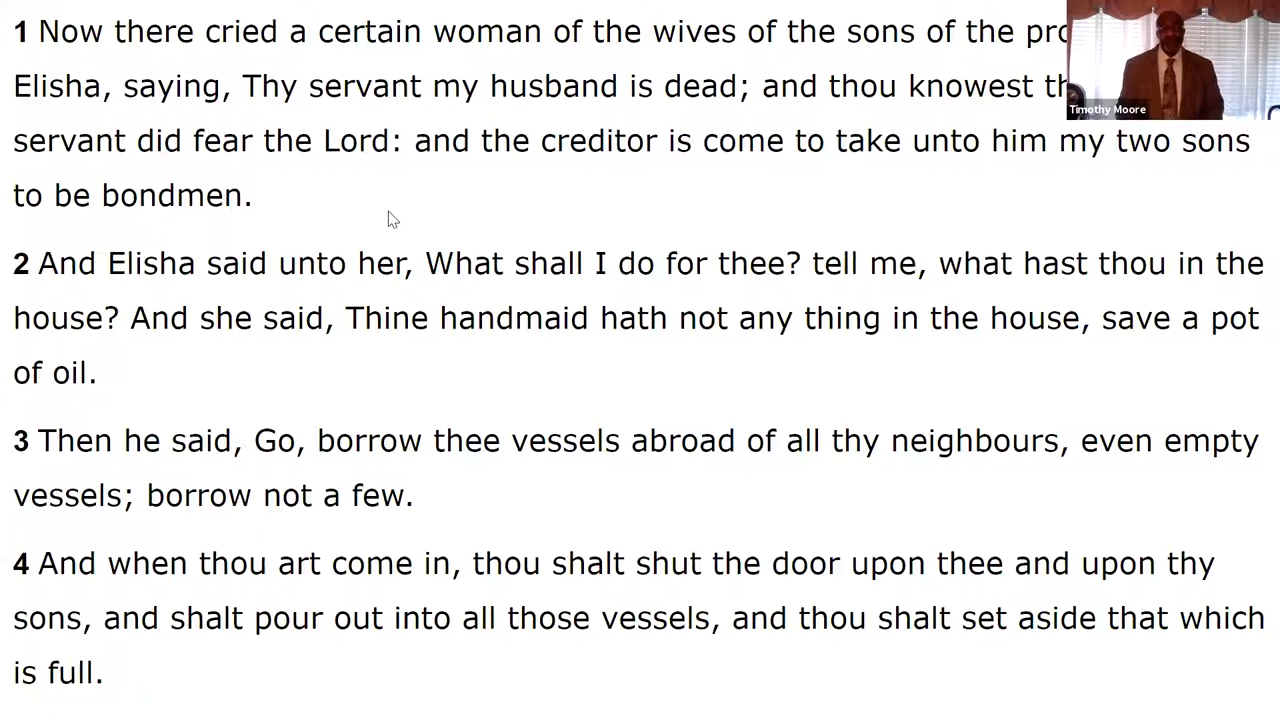 1 Now there cried a certain woman of the wives of the sons of the
Elisha, saying, Thy servant my husband is dead; and thou knowest
servant did fear the Lord: and the creditor is come to take unto him my two sons
to be bondmen.
2 And Elisha said unto her, What shall I do for thee? tell me, what hast thou in the
house? And she said, Thine handmaid hath not any thing in the house, save a pot
of oil.
3 Then he said, Go, borrow thee vessels abroad of all thy neighbours, even empty
vessels; borrow not a few.
4 And when thou art come in, thou shalt shut the door upon thee and upon thy
sons, and shalt pour out into all those vessels, and thou shalt set aside that which
is full.
Timothy Moore